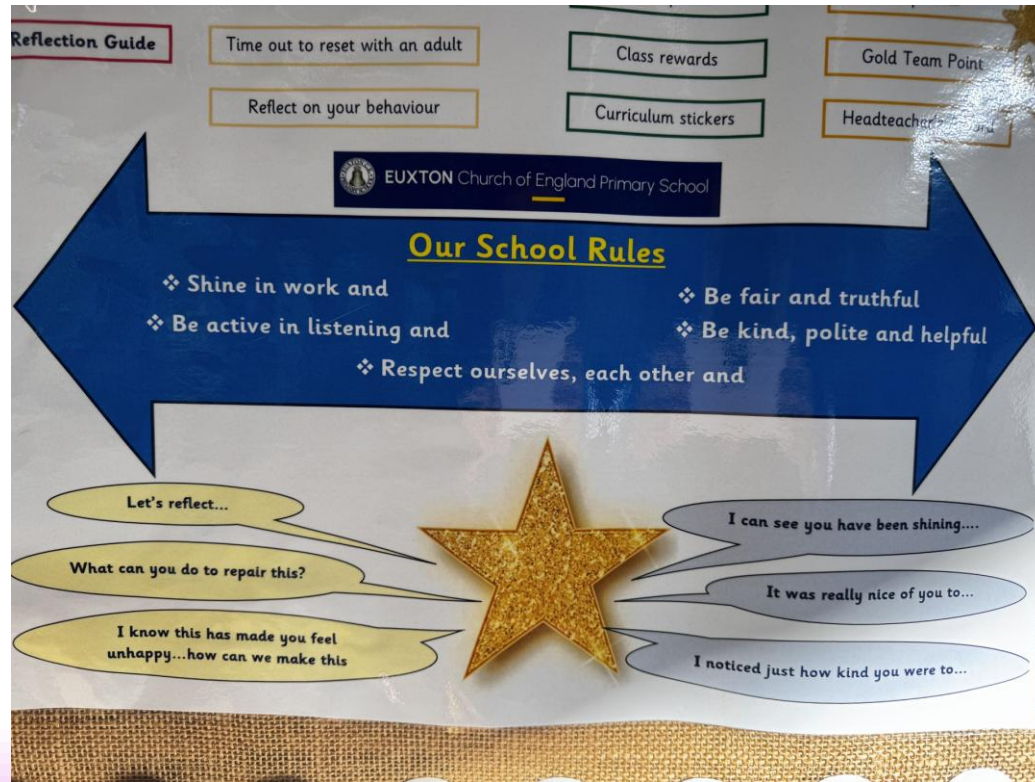 Reflection Guide
Time out to reset with an adult
Class rewards
Gold Team Point
Reflect on your behaviour
Curriculum stickers
Headteacher's
EUXTON Church of England Primary School
Our School Rules
❖ Shine in work and
❖ Be active in listening and
❖ Be fair and truthful
❖ Be kind, polite and helpful
❖ Respect ourselves, each other and
Let's reflect...
What can you do to repair this?
I know this has made you feel
unhappy...how can we make this
I can see you have been shining....
It was really nice of you to...
I noticed just how kind you were to...